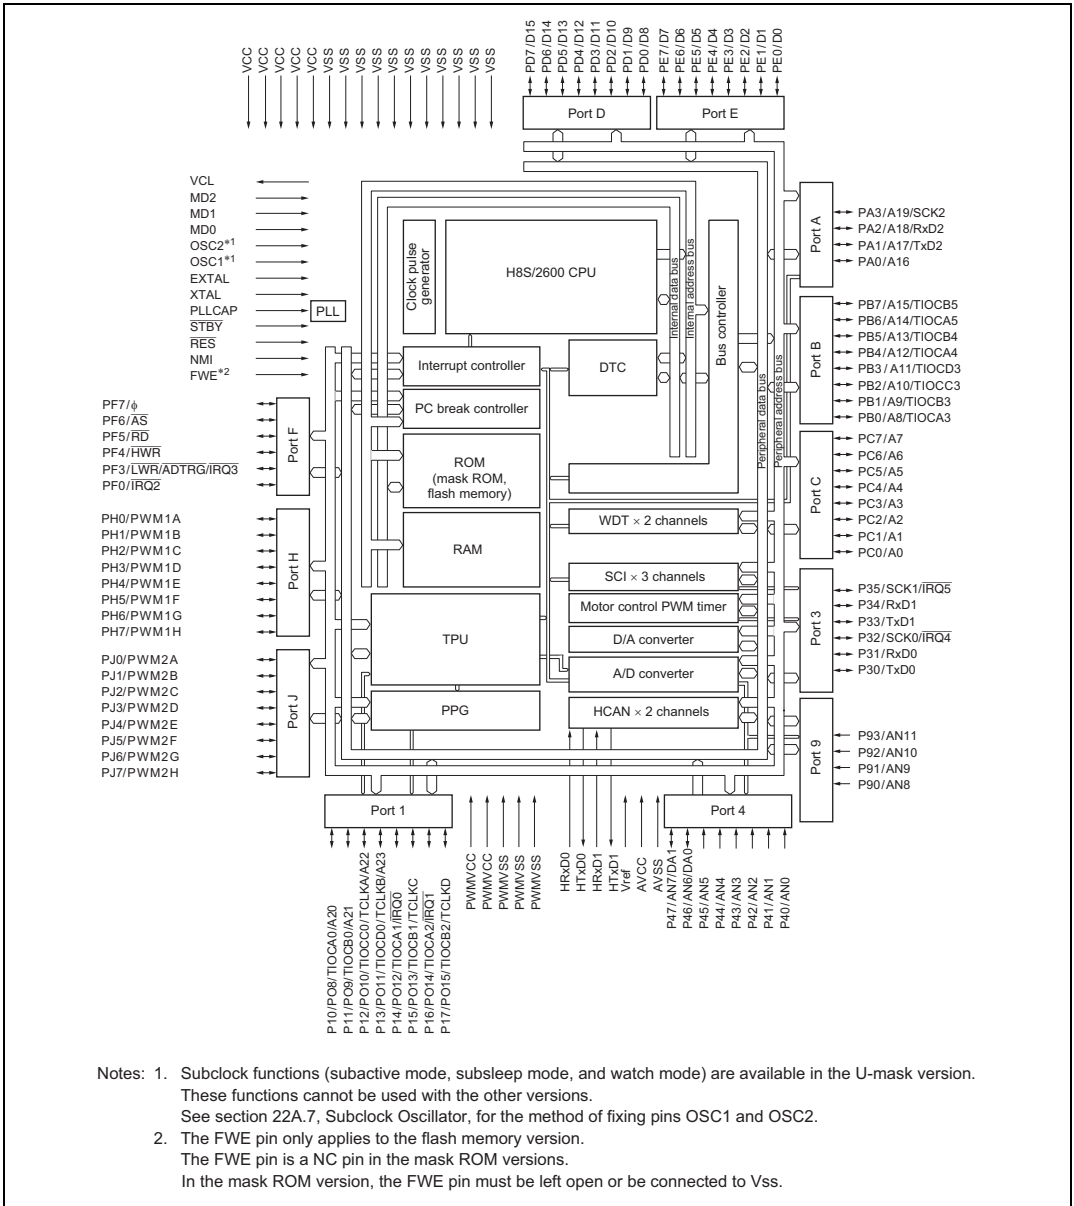 VCC
VCC
VCC
VCC
VCC
VSS
VSS
VSS
VSS
VSS
VSS
VSS
VSS
VSS
VSS
VSS
PD7/D15
PD6/D14
PD5/D13
PD4/D12
PD3/D11
PD2/D10
PD1/D9
PD0/D8
PE7/D7
PE6/D6
PE5/D5
PE4/D4
PE3/D3
PE2/D2
PE1/D1
PE0/D0
Port D
Port E
VCL
MD2
MD1
MD0
OSC2*1
OSC1*1
EXTAL
XTAL
PLLCAP
STBY
RES
NMI
FWE*2
PLL
Clock pulse
generator
H8S/2600 CPU
Internal data bus
Internal address bus
Bus controller
DTC
Interrupt controller
PC break controller
ROM
(mask ROM,
flash memory)
RAM
TPU
PPG
WDT × 2 channels
SCI × 3 channels
Motor control PWM timer
D/A converter
A/D converter
HCAN × 2 channels
Peripheral data bus
Peripheral address bus
Port A
PA3/A19/SCK2
PA2/A18/RxD2
PA1/A17/TxD2
PA0/A16
Port B
PB7/A15/TIOCB5
PB6/A14/TIOCA5
PB5/A13/TIOCB4
PB4/A12/TIOCA4
PB3/A11/TIOCD3
PB2/A10/TIOCC3
PB1/A9/TIOCB3
PB0/A8/TIOCA3
Port C
PC7/A7
PC6/A6
PC5/A5
PC4/A4
PC3/A3
PC2/A2
PC1/A1
PC0/A0
Port 3
P35/SCK1/IRQ5
P34/RxD1
P33/TxD1
P32/SCK0/IRQ4
P31/RxD0
P30/TxD0
Port 9
P93/AN11
P92/AN10
P91/AN9
P90/AN8
PF7/ϕ
PF6/AS
PF5/RD
PF4/HWR
PF3/LWR/ADTRG/IRQ3
PF0/IRQ2
Port F
PH0/PWM1A
PH1/PWM1B
PH2/PWM1C
PH3/PWM1D
PH4/PWM1E
PH5/PWM1F
PH6/PWM1G
PH7/PWM1H
Port H
PJ0/PWM2A
PJ1/PWM2B
PJ2/PWM2C
PJ3/PWM2D
PJ4/PWM2E
PJ5/PWM2F
PJ6/PWM2G
PJ7/PWM2H
Port J
Port 1
Port 4
P10/PO8/TIOCA0/A20
P11/PO9/TIOCB0/A21
P12/PO10/TIOCC0/TCLKA/A22
P13/PO11/TIOCD0/TCLKB/A23
P14/PO12/TIOCA1/IRQ0
P15/PO13/TIOCB1/TCLKC
P16/PO14/TIOCA2/IRQ1
P17/PO15/TIOCB2/TCLKD
PWMVCC
PWMVCC
PWMVSS
PWMVSS
PWMVSS
HRxD0
HTxD0
HRxD1
HTxD1
Vref
AVCC
AVSS
P47/AN7/DA1
P46/AN6/DA0
P45/AN5
P44/AN4
P43/AN3
P42/AN2
P41/AN1
P40/AN0
Notes: 1. Subclock functions (subactive mode, subsleep mode, and watch mode) are available in the U-mask version.
These functions cannot be used with the other versions.
See section 22A.7, Subclock Oscillator, for the method of fixing pins OSC1 and OSC2.
2. The FWE pin only applies to the flash memory version.
The FWE pin is a NC pin in the mask ROM versions.
In the mask ROM version, the FWE pin must be left open or be connected to Vss.